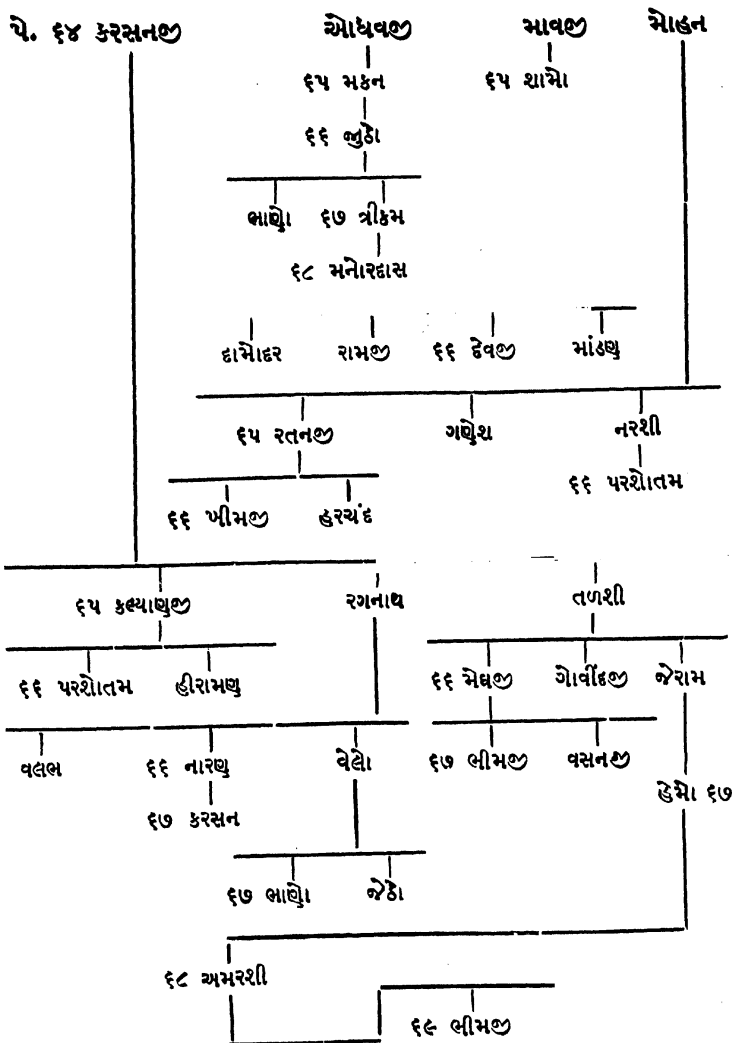 પે. ૬૪ કરસનજી ઓધવજી માવજી મોહન
૬૫ મકન ૬૫ શામો
૬૬ જુઠો
ભાણો ૬૭ ત્રીકમ
૬૮ મનોરદાસ
દામોદર રામજી ૬૬ દેવજી માંડણ
૬૫ રતનજી ગણેશ નરશી
૬૬ પરશોતમ
૬૬ ખીમજી હરચંદ
૬૫ કલ્યાણજી રગનાથ તળશી
૬૬ પરશોતમ હીરામણ ૬૬ મેઘજી ગોવીંદજી જેરામ
વલભ ૬૬ નારણ વેલો ૬૭ ભીમજી વસનજી
હેમો ૬૭
૬૭ કરસન
૬૭ ભાણો જેઠો
૬૮ અમરશી
૬૯ ભીમજી